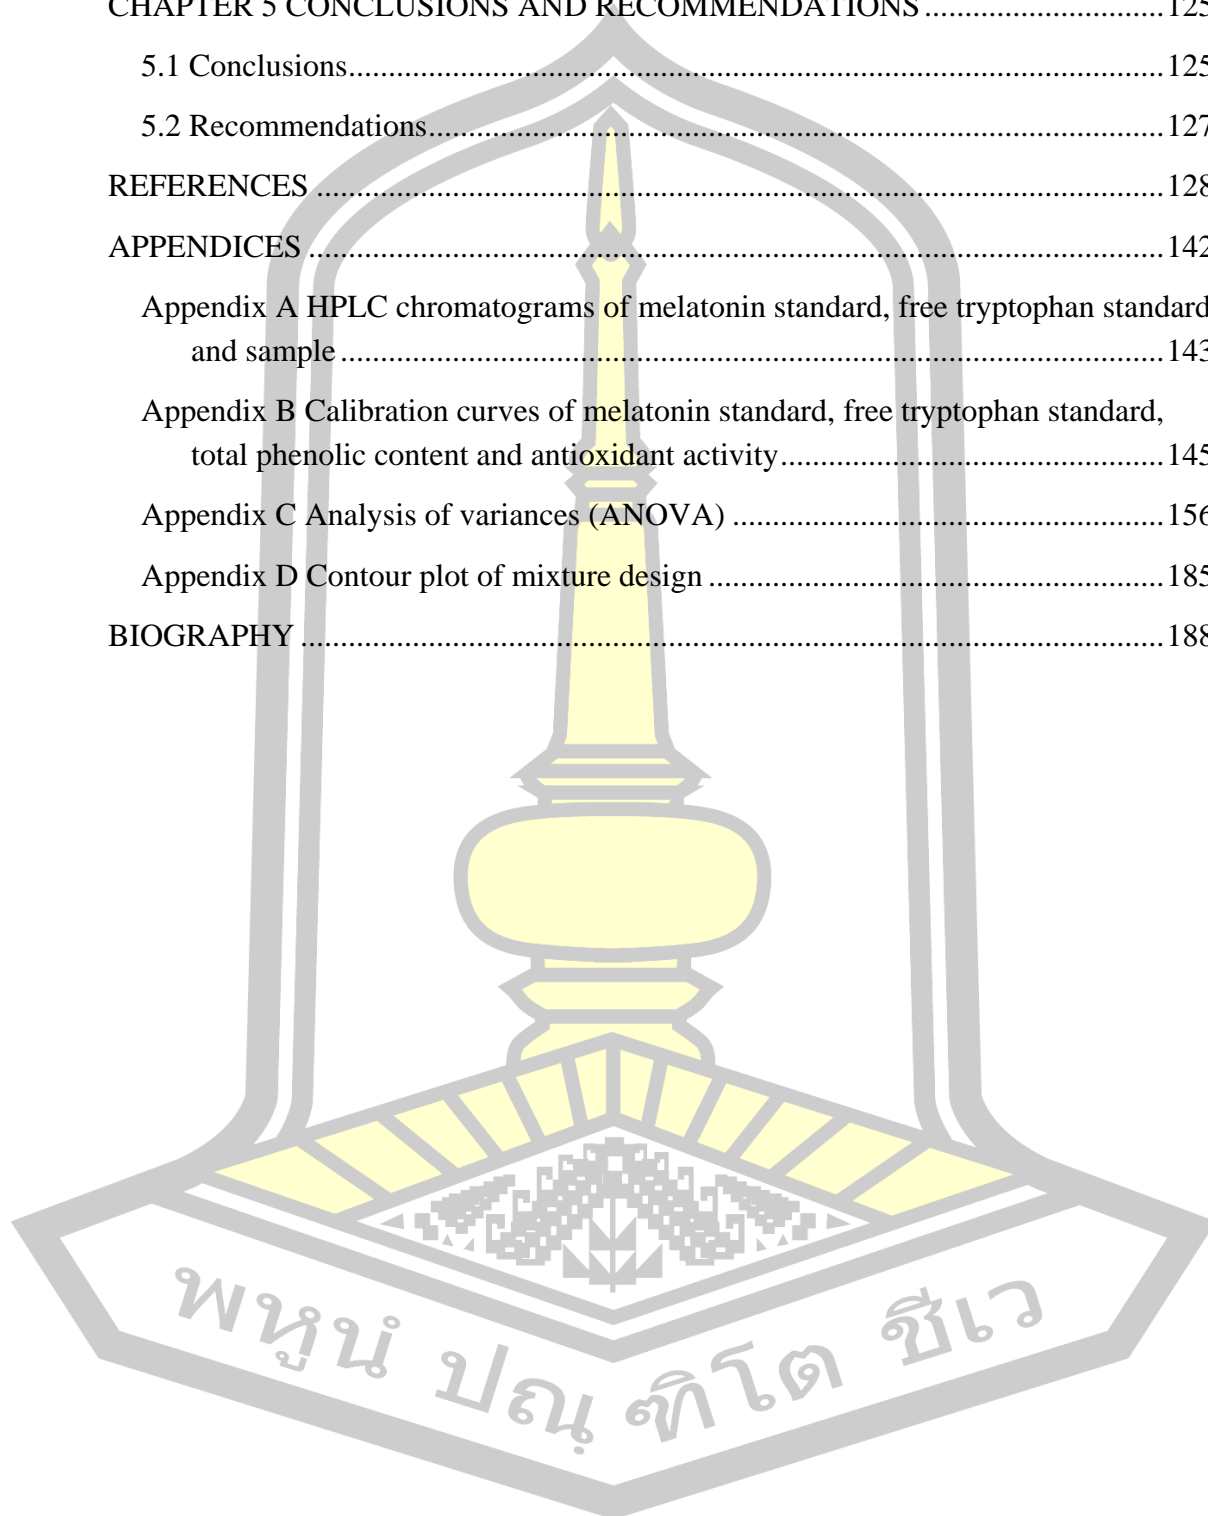 CHAPTER 5 CONCLUSIONS AND RECOMMENDATIONS ............................ 125
5.1 Conclusions ............................ 125
5.2 Recommendations ............................ 127
REFERENCES ............................ 128
APPENDICES ............................ 142
Appendix A HPLC chromatograms of melatonin standard, free tryptophan standard
and sample ............................ 143
Appendix B Calibration curves of melatonin standard, free tryptophan standard,
total phenolic content and antioxidant activity ............................ 145
Appendix C Analysis of variances (ANOVA) ............................ 156
Appendix D Contour plot of mixture design ............................ 185
BIOGRAPHY ............................ 188
พหูนํ ปณฺฑิโต ชีเว